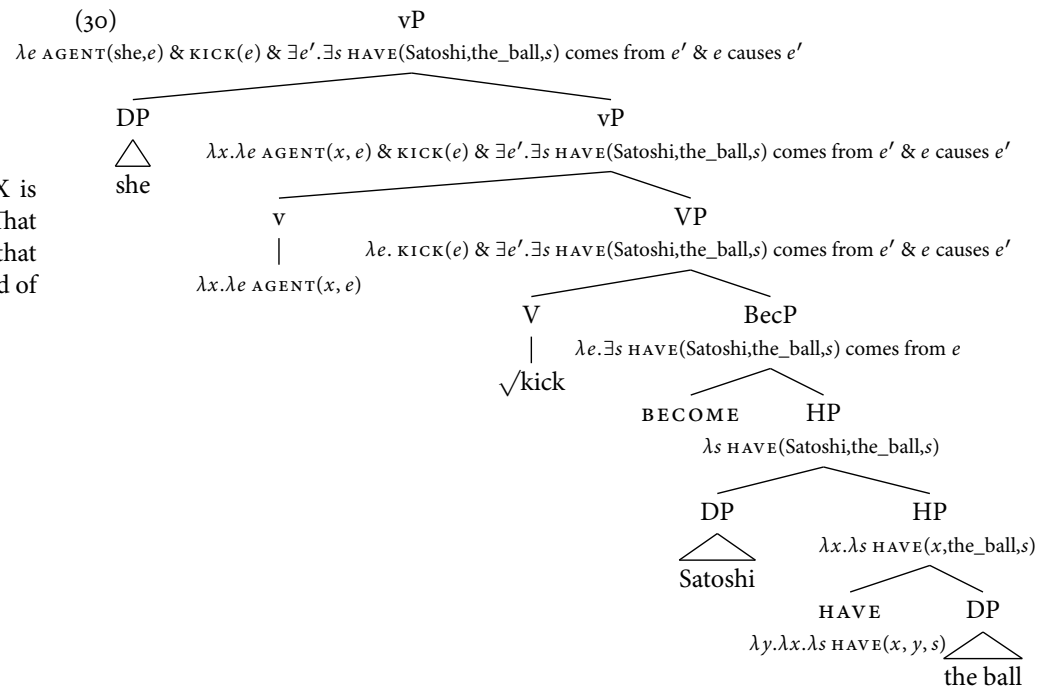 (30) vP
λe AGENT(she,e) & KICK(e) & ∃e′.∃s HAVE(Satoshi,the_ball,s) comes from e′ & e causes e′
DP vP
λx.λe AGENT(x, e) & KICK(e) & ∃e′.∃s HAVE(Satoshi,the_ball,s) comes from e′ & e causes e′
X is
she
v VP
That
λe. KICK(e) & ∃e′.∃s HAVE(Satoshi,the_ball,s) comes from e′ & e causes e′
that
λx.λe AGENT(x, e)
d of
V BecP
λe.∃s HAVE(Satoshi,the_ball,s) comes from e
√kick
BECOME HP
λs HAVE(Satoshi,the_ball,s)
DP HP
λx.λs HAVE(x,the_ball,s)
Satoshi
HAVE DP
λy.λx.λs HAVE(x, y, s)
the ball